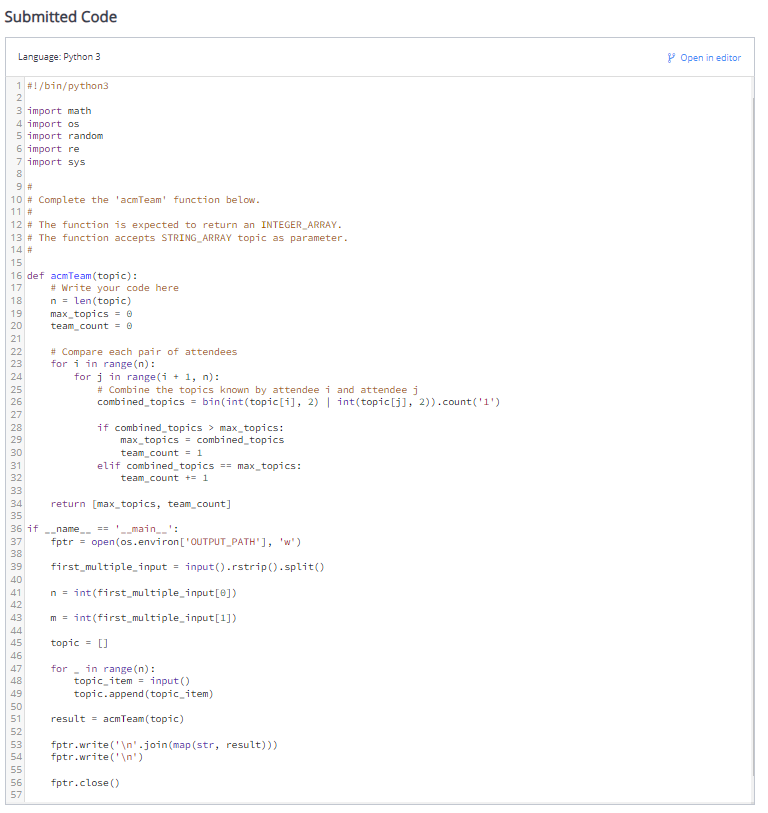 Submitted Code
Language: Python 3
Open in editor
1 #!/bin/python3
2
3 import math
4 import os
5 import random
6 import re
7 import sys
8
9 #
10 # Complete the 'acmTeam' function below.
11 #
12 # The function is expected to return an INTEGER_ARRAY.
13 # The function accepts STRING_ARRAY topic as parameter.
14 #
15
16 def acmTeam(topic):
17     # Write your code here
18     n = len(topic)
19     max_topics = 0
20     team_count = 0
21
22     # Compare each pair of attendees
23     for i in range(n):
24         for j in range(i + 1, n):
25             # Combine the topics known by attendee i and attendee j
26             combined_topics = bin(int(topic[i], 2) | int(topic[j], 2)).count('1')
27
28             if combined_topics > max_topics:
29                 max_topics = combined_topics
30                 team_count = 1
31             elif combined_topics == max_topics:
32                 team_count += 1
33
34     return [max_topics, team_count]
35
36 if __name__ == '__main__':
37     fptr = open(os.environ['OUTPUT_PATH'], 'w')
38
39     first_multiple_input = input().rstrip().split()
40
41     n = int(first_multiple_input[0])
42
43     m = int(first_multiple_input[1])
44
45     topic = []
46
47     for _ in range(n):
48         topic_item = input()
49         topic.append(topic_item)
50
51     result = acmTeam(topic)
52
53     fptr.write('\n'.join(map(str, result)))
54     fptr.write('\n')
55
56     fptr.close()
57